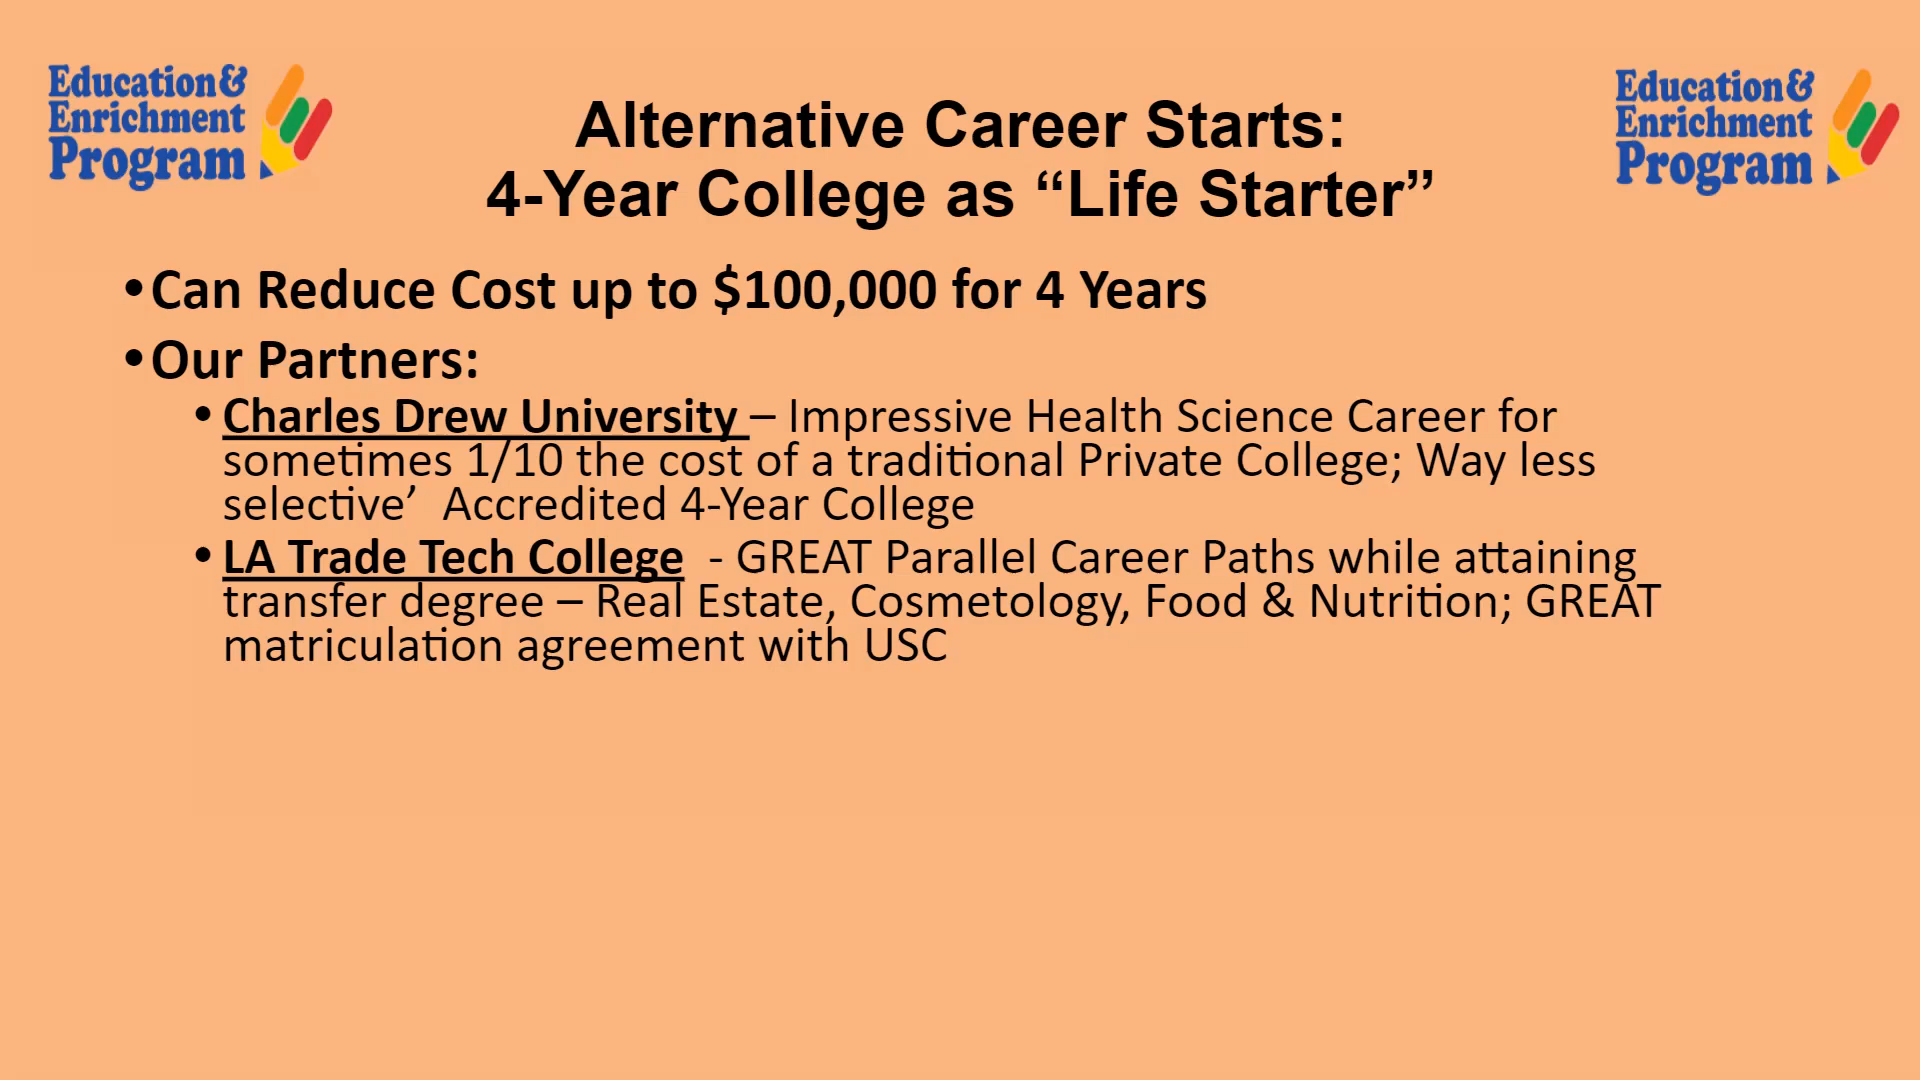 Education&
Enrichment
Program
Education&
Enrichment
Program
Alternative Career Starts:
4-Year College as “Life Starter”
•Can Reduce Cost up to $100,000 for 4 Years
•Our Partners:
•Charles Drew University – Impressive Health Science Career for
sometimes 1/10 the cost of a traditional Private College; Way less
selective’  Accredited 4-Year College
•LA Trade Tech College  - GREAT Parallel Career Paths while attaining
transfer degree – Real Estate, Cosmetology, Food & Nutrition; GREAT
matriculation agreement with USC